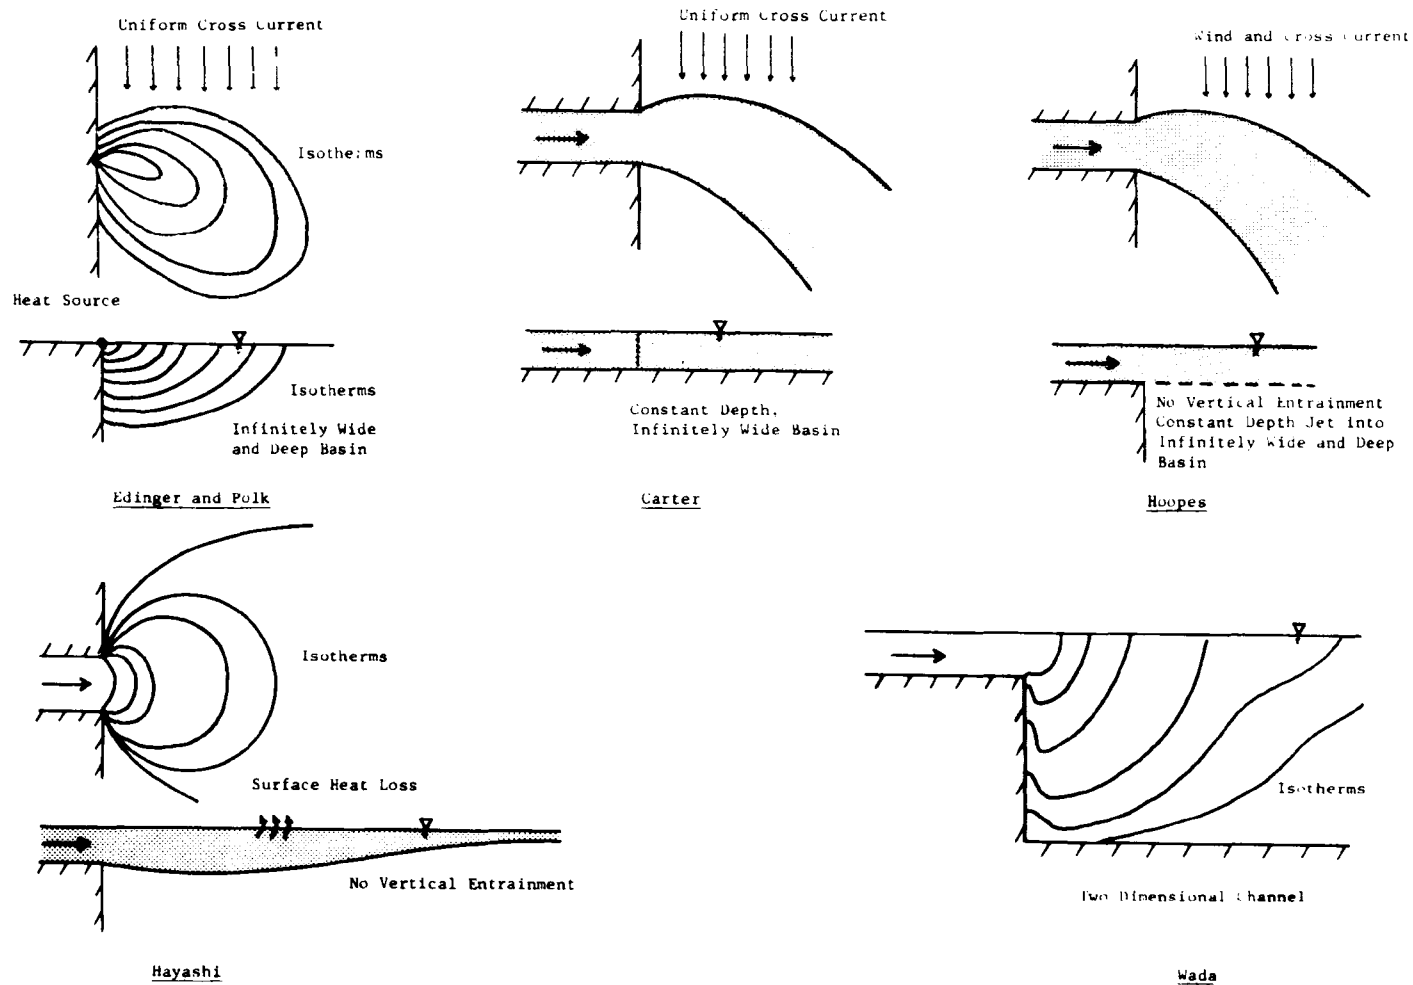 Uniform Cross Current
Isotherms
Heat Source
Isotherms
Infinitely Wide
and Deep Basin
Edinger and Polk
Uniform Cross Current
Constant Depth,
Infinitely Wide Basin
Carter
Wind and Cross Current
No Vertical Entrainment
Constant Depth Jet into
Infinitely Wide and Deep
Basin
Hoopes
Isotherms
Surface Heat Loss
No Vertical Entrainment
Hayashi
Isotherms
Two Dimensional Channel
Wada